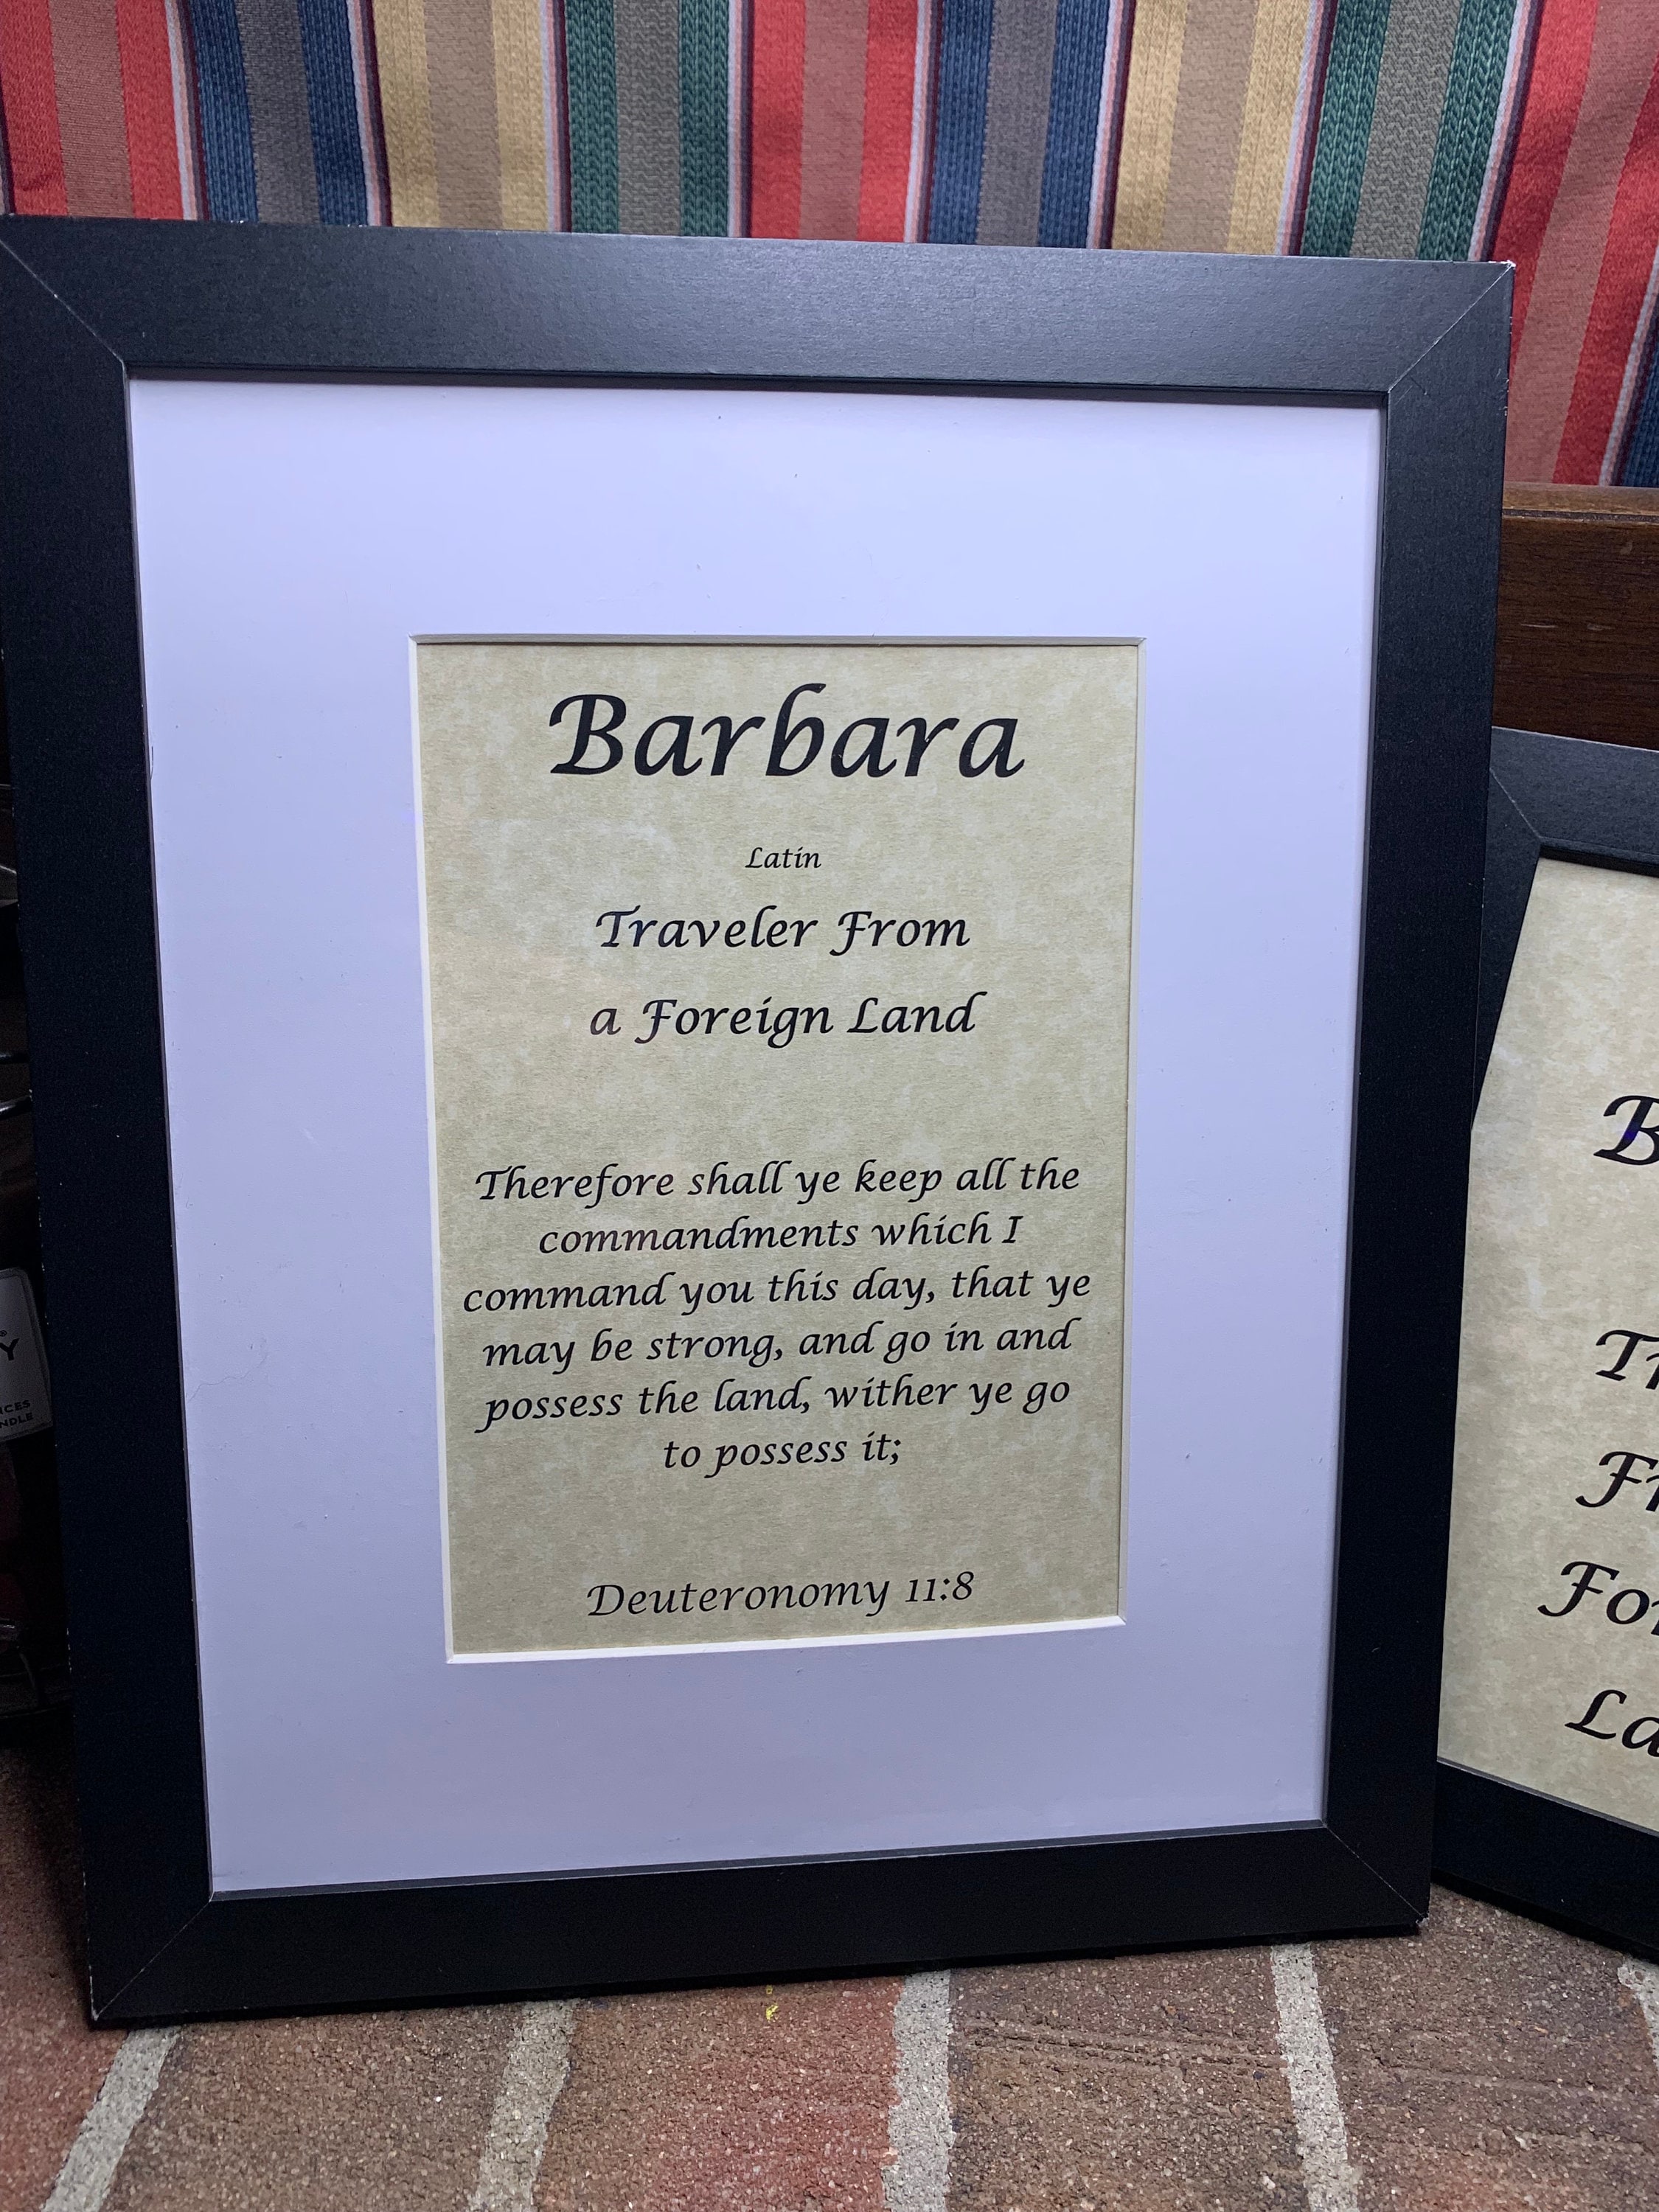 Barbara
Latin
Traveler From
a Foreign Land
Therefore shall ye keep all the
commandments which I
command you this day, that ye
may be strong, and go in and
possess the land, wither ye go
to possess it;
Deuteronomy 11:8